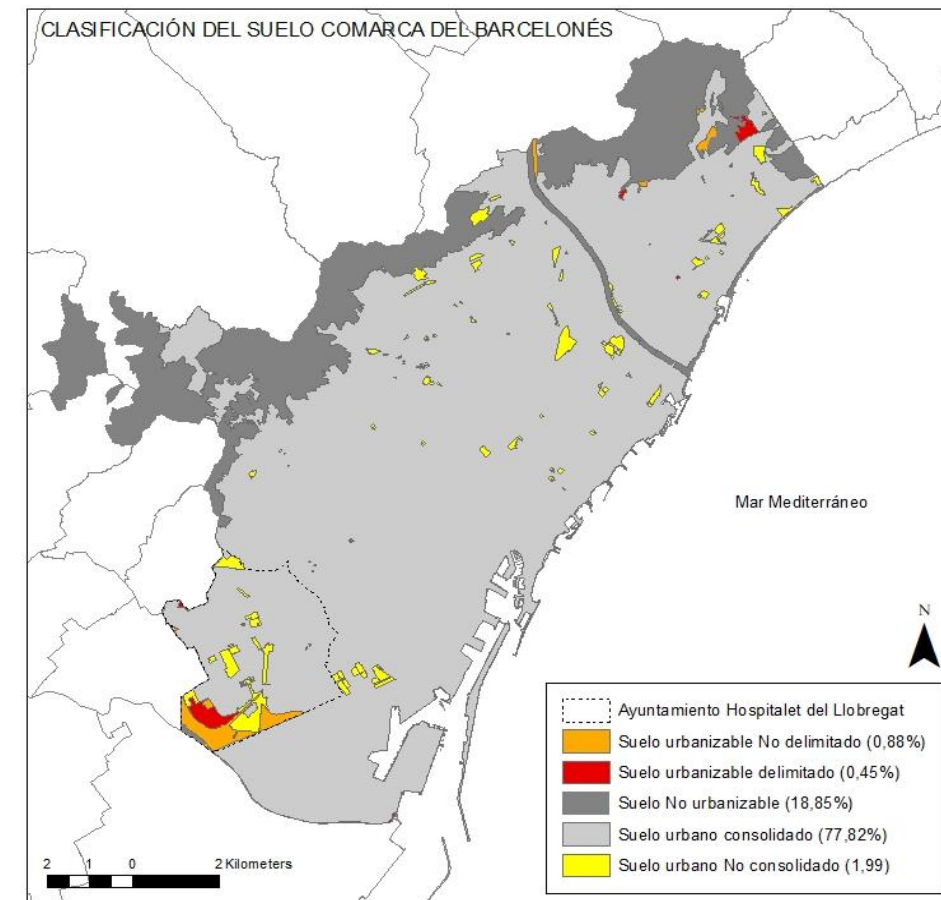 CLASIFICACIÓN DEL SUELO COMARCA DEL BARCELONÉS
Mar Mediterráneo
N
Ayuntamiento Hospitalet del Llobregat
Suelo urbanizable No delimitado (0,88%)
Suelo urbanizable delimitado (0,45%)
Suelo No urbanizable (18,85%)
Suelo urbano consolidado (77,82%)
Suelo urbano No consolidado (1,99)
2 1 0 2 Kilometers